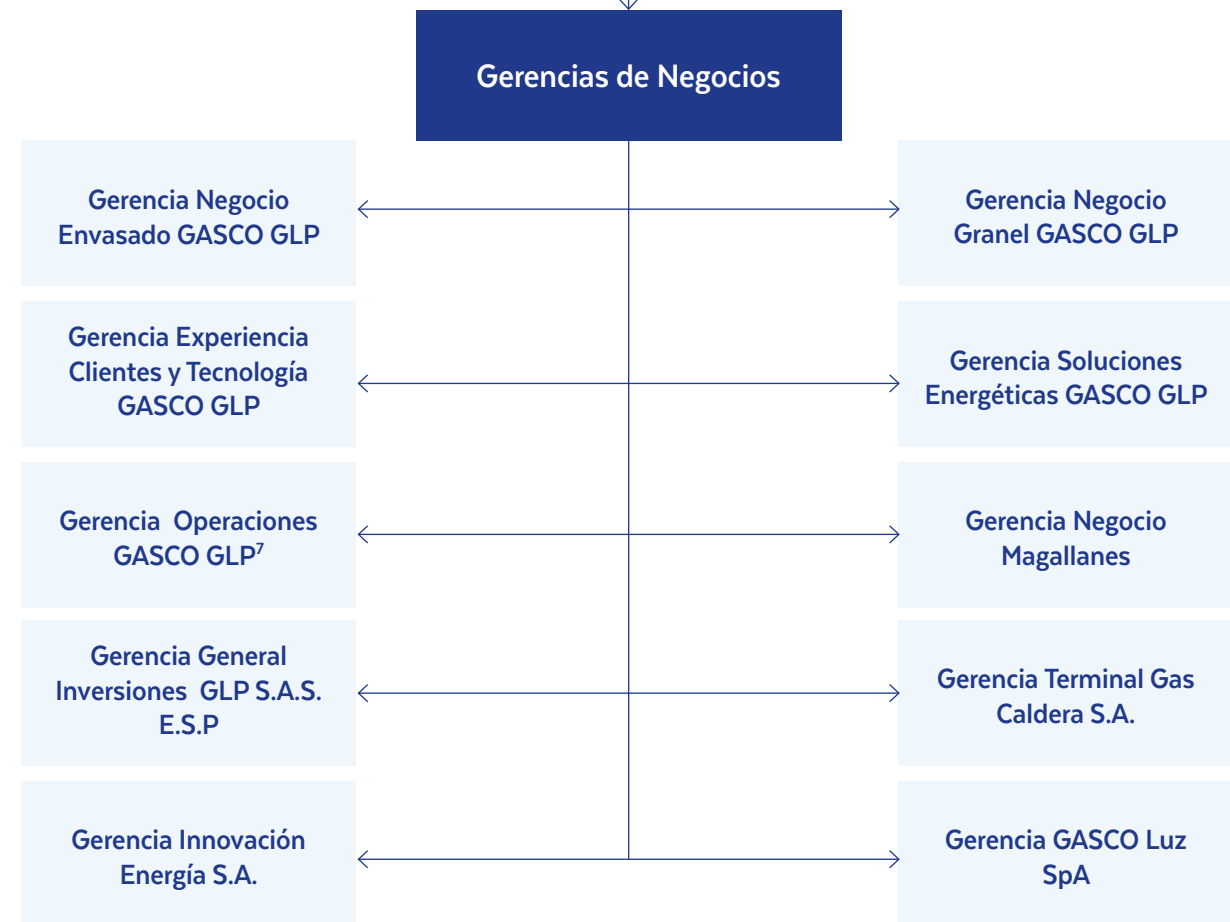 Gerencias de Negocios
Gerencia Negocio
Envasado GASCO GLP
Gerencia Negocio
Granel GASCO GLP
Gerencia Experiencia
Clientes y Tecnología
GASCO GLP
Gerencia Soluciones
Energéticas GASCO GLP
Gerencia  Operaciones
GASCO GLP⁷
Gerencia Negocio
Magallanes
Gerencia General
Inversiones  GLP S.A.S.
E.S.P
Gerencia Terminal Gas
Caldera S.A.
Gerencia Innovación
Energía S.A.
Gerencia GASCO Luz
SpA